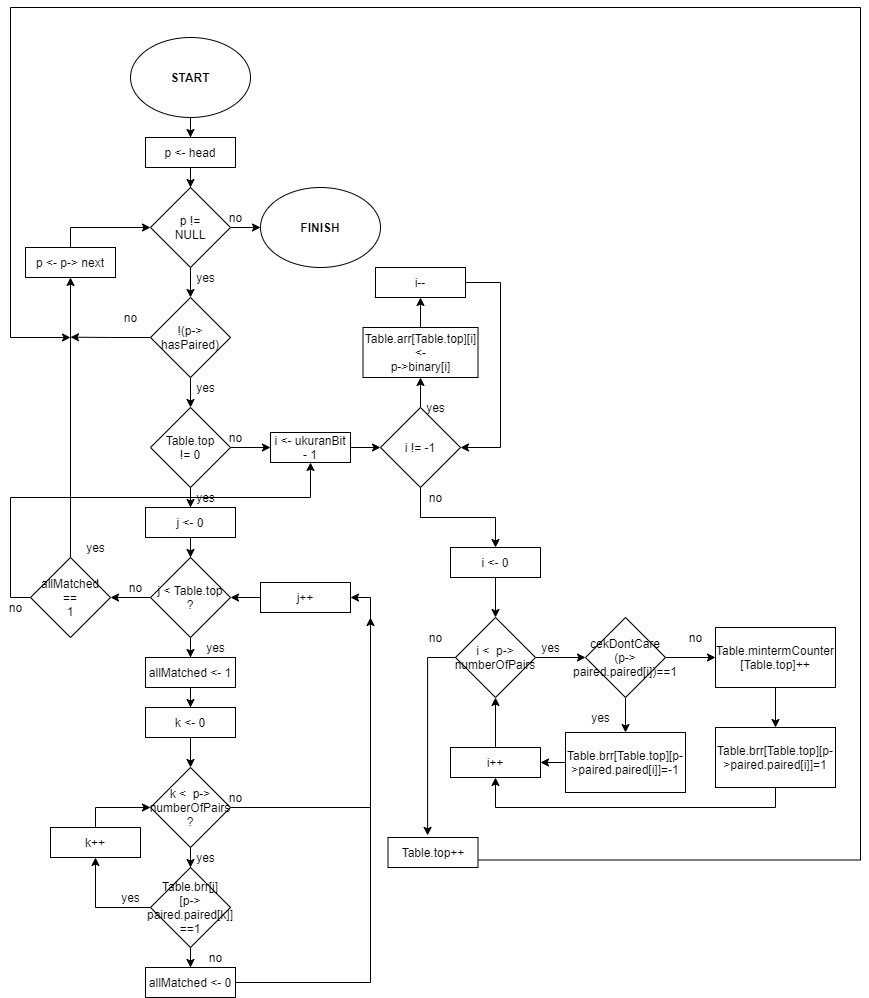 START
p <- head
p !=
NULL
no
FINISH
p <- p-> next
yes
i--
no
!(p->
hasPaired)
Table.arr[Table.top][i]
<-
p->binary[i]
yes
yes
Table.top
!= 0
no
i <- ukuranBit
- 1
i != -1
yes
no
j <- 0
yes
i <- 0
allMatched
==
1
no
no
j < Table.top
?
j++
yes
allMatched <- 1
no
i <  p->
numberOfPairs
yes
cekDontCare
(p->
paired.paired[i])==1
no
Table.mintermCounter
[Table.top]++
k <- 0
yes
i++
Table.brr[Table.top][p-
>paired.paired[i]]=-1
Table.brr[Table.top][p-
>paired.paired[i]]=1
k <  p->
numberOfPairs
?
no
k++
Table.top++
yes
yes
Table.brr[j]
[p->
paired.paired[k]]
==1
no
allMatched <- 0